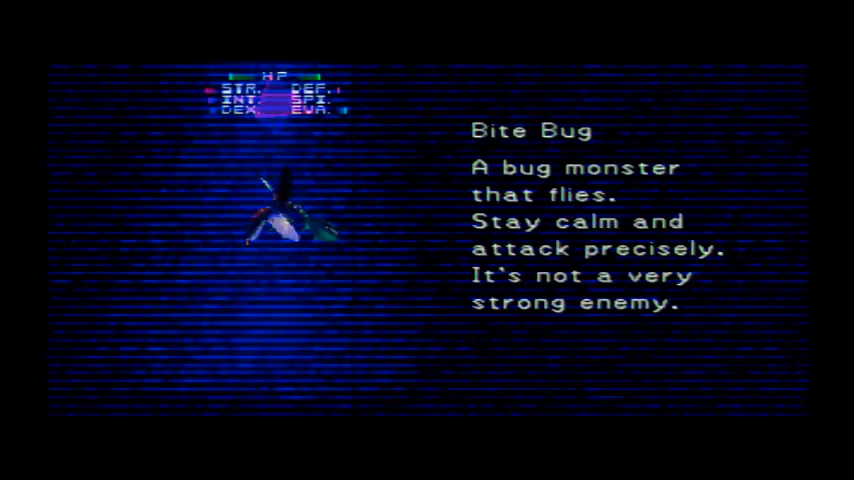 HP
STR. DEF.
INT. SPI.
DEX. EVA.
Bite Bug
A bug monster
that flies.
Stay calm and
attack precisely.
It's not a very
strong enemy.